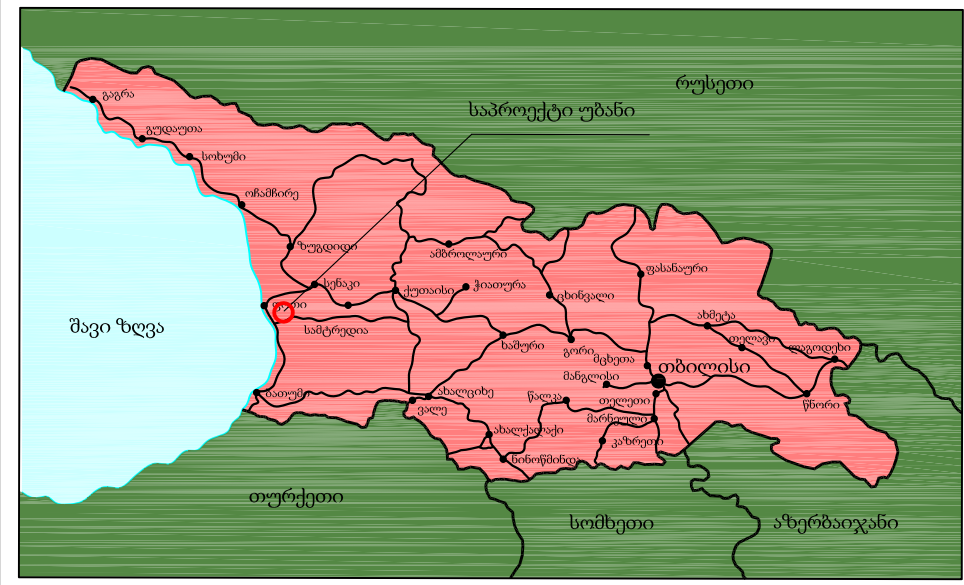 რუსეთი
გაგრა
საპროექტი უბანი
გუდაუთა
სოხუმი
ოჩამჩირე
ზუგდიდი
ამბროლაური
ფასანაური
სენაკი
ქუთაისი
ჭიათურა
ცხინვალი
ფოთი
შავი ზღვა
სამტრედია
ახმეტა
თელავი
ლაგოდეხი
ხაშური
გორი
მცხეთა
თბილისი
მანგლისი
ბათუმი
ახალციხე
წალკა
თელეთი
წნორი
ვალე
მარნეული
ახალქალაქი
კაზრეთი
ნინოწმინდა
თურქეთი
სომხეთი
აზერბაიჯანი